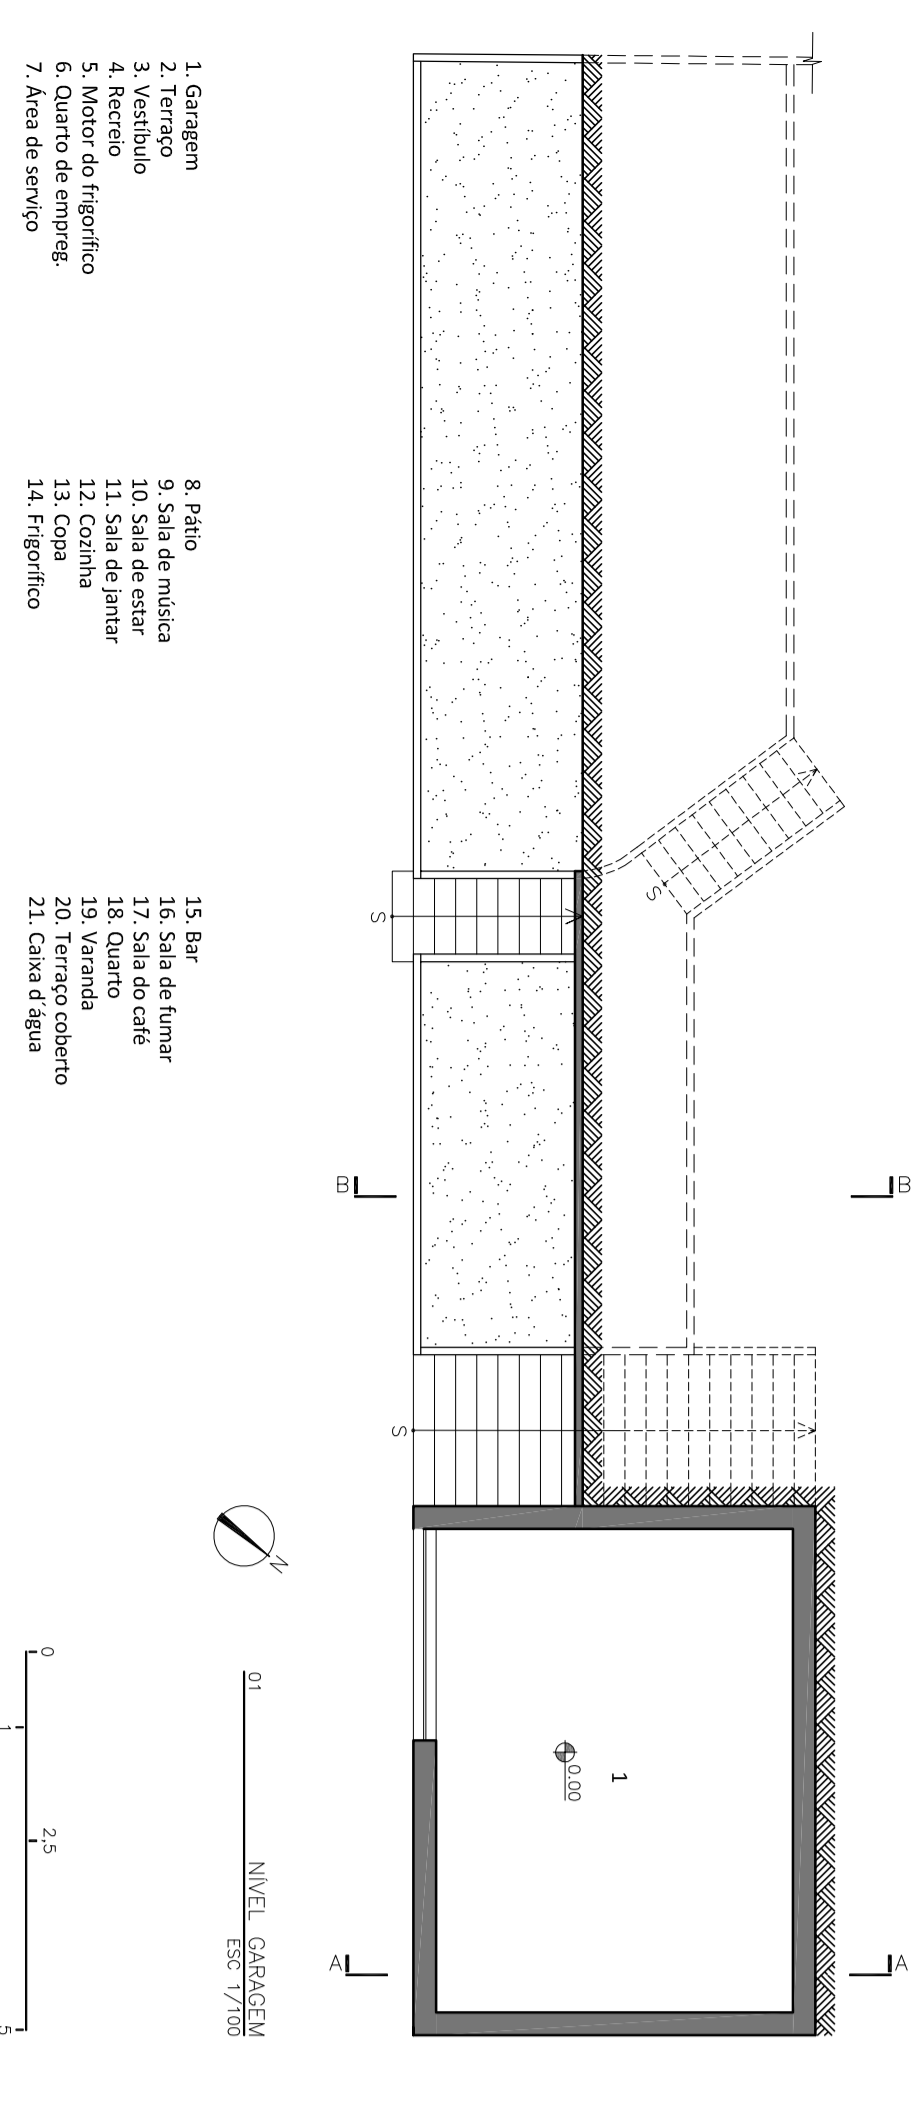 S
S
S
B
B
A
A
1
0.00
N
01
NÍVEL GARAGEM
ESC 1/100
0
1
2,5
5
1. Garagem
2. Terraço
3. Vestíbulo
4. Recreio
5. Motor do frigorífico
6. Quarto de empreg.
7. Área de serviço
8. Pátio
9. Sala de música
10. Sala de estar
11. Sala de jantar
12. Cozinha
13. Copa
14. Frigorífico
15. Bar
16. Sala de fumar
17. Sala do café
18. Quarto
19. Varanda
20. Terraço coberto
21. Caixa d´água